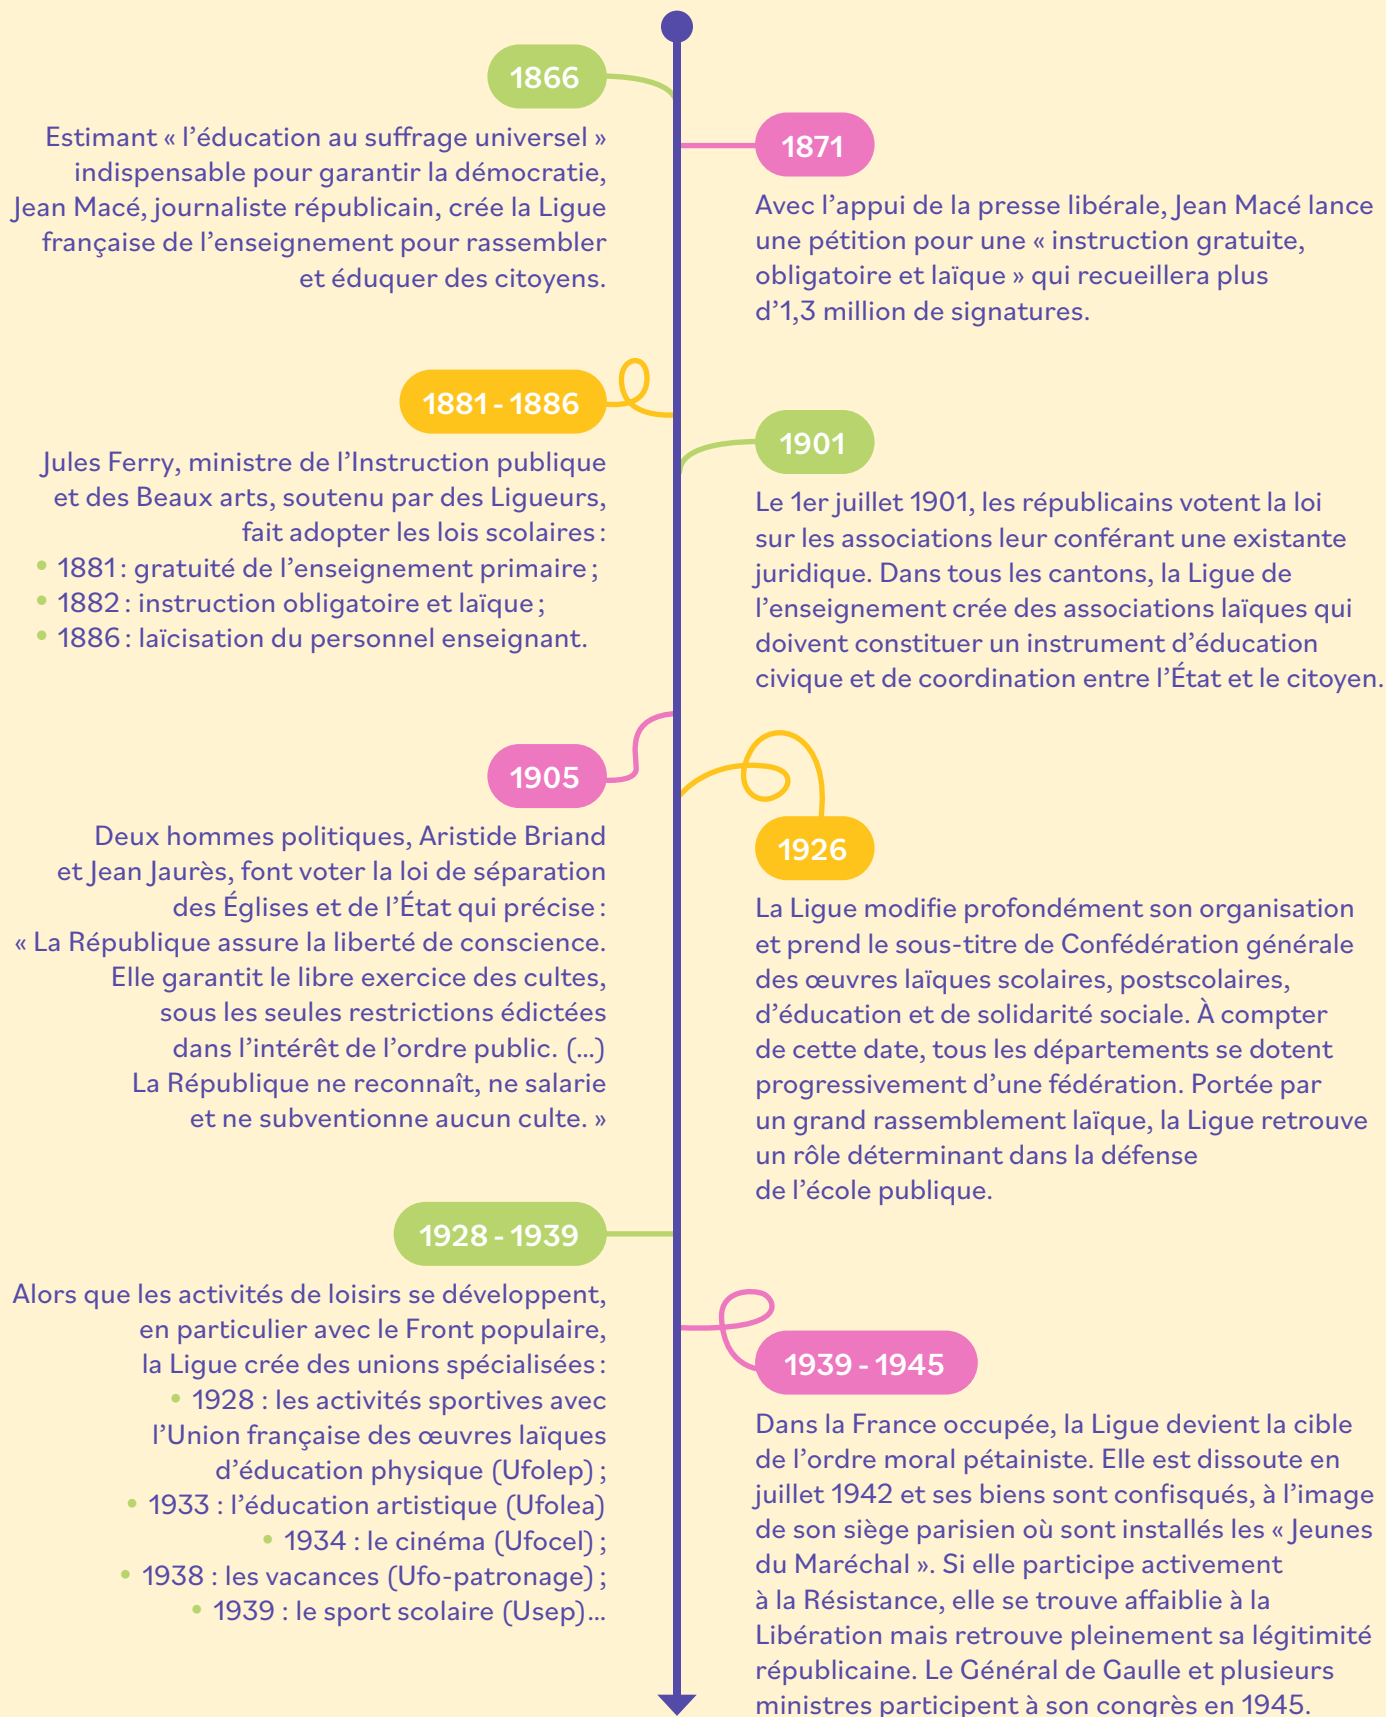 1866
Estimant « l’éducation au suffrage universel »
indispensable pour garantir la démocratie,
Jean Macé, journaliste républicain, crée la Ligue
française de l’enseignement pour rassembler
et éduquer des citoyens.
1871
Avec l’appui de la presse libérale, Jean Macé lance
une pétition pour une « instruction gratuite,
obligatoire et laïque » qui recueillera plus
d’1,3 million de signatures.
1881 - 1886
Jules Ferry, ministre de l’Instruction publique
et des Beaux arts, soutenu par des Ligueurs,
fait adopter les lois scolaires :
• 1881 : gratuité de l’enseignement primaire ;
• 1882 : instruction obligatoire et laïque ;
• 1886 : laïcisation du personnel enseignant.
1901
Le 1er juillet 1901, les républicains votent la loi
sur les associations leur conférant une existante
juridique. Dans tous les cantons, la Ligue de
l’enseignement crée des associations laïques qui
doivent constituer un instrument d’éducation
civique et de coordination entre l’État et le citoyen.
1905
Deux hommes politiques, Aristide Briand
et Jean Jaurès, font voter la loi de séparation
des Églises et de l’État qui précise :
« La République assure la liberté de conscience.
Elle garantit le libre exercice des cultes,
sous les seules restrictions édictées
dans l’intérêt de l’ordre public. (...)
La République ne reconnaît, ne salarie
et ne subventionne aucun culte. »
1926
La Ligue modifie profondément son organisation
et prend le sous-titre de Confédération générale
des œuvres laïques scolaires, postscolaires,
d’éducation et de solidarité sociale. À compter
de cette date, tous les départements se dotent
progressivement d’une fédération. Portée par
un grand rassemblement laïque, la Ligue retrouve
un rôle déterminant dans la défense
de l’école publique.
1928 - 1939
Alors que les activités de loisirs se développent,
en particulier avec le Front populaire,
la Ligue crée des unions spécialisées :
• 1928 : les activités sportives avec
l’Union française des œuvres laïques
d’éducation physique (Ufolep) ;
• 1933 : l’éducation artistique (Ufolea)
• 1934 : le cinéma (Ufocel) ;
• 1938 : les vacances (Ufo-patronage) ;
• 1939 : le sport scolaire (Usep)...
1939 - 1945
Dans la France occupée, la Ligue devient la cible
de l’ordre moral pétainiste. Elle est dissoute en
juillet 1942 et ses biens sont confisqués, à l’image
de son siège parisien où sont installés les « Jeunes
du Maréchal ». Si elle participe activement
à la Résistance, elle se trouve affaiblie à la
Libération mais retrouve pleinement sa légitimité
républicaine. Le Général de Gaulle et plusieurs
ministres participent à son congrès en 1945.